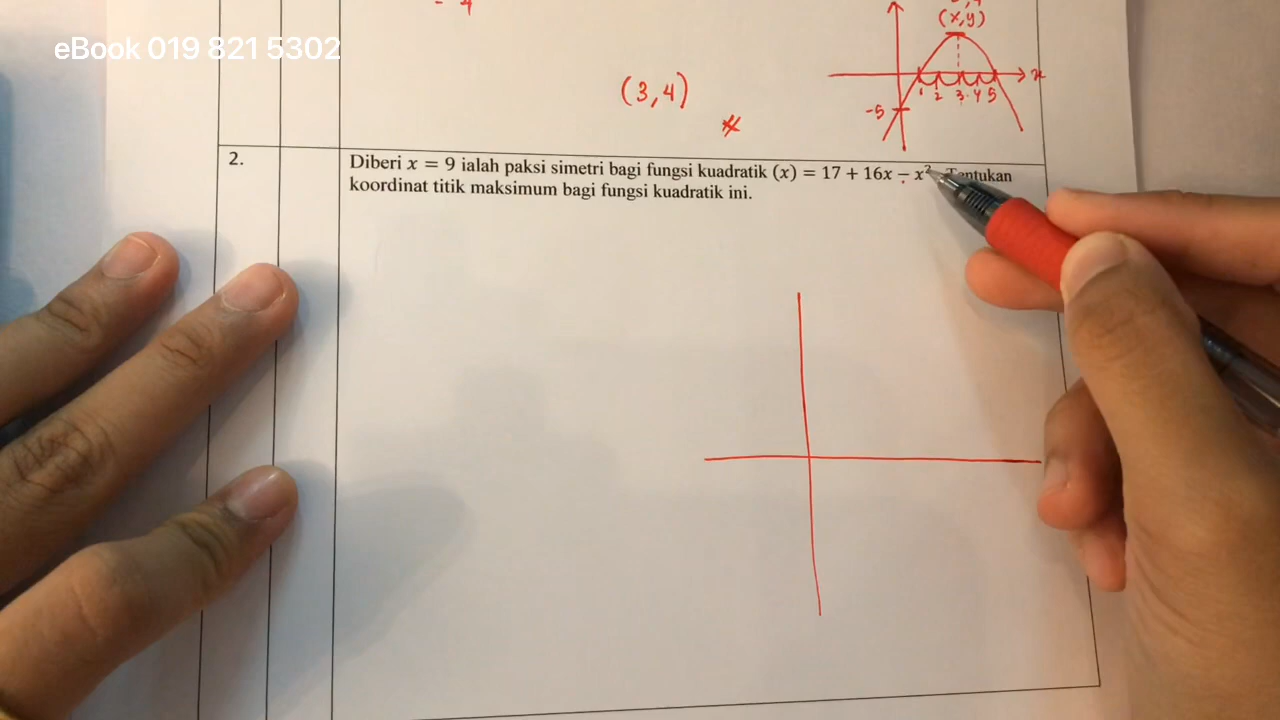 eBook 019 821 5302
(x,y)
(3,4)
x
1 2 3 4 5
-5
2.
Diberi x = 9 ialah paksi simetri bagi fungsi kuadratik (x) = 17 + 16x − x². Tentukan
koordinat titik maksimum bagi fungsi kuadratik ini.